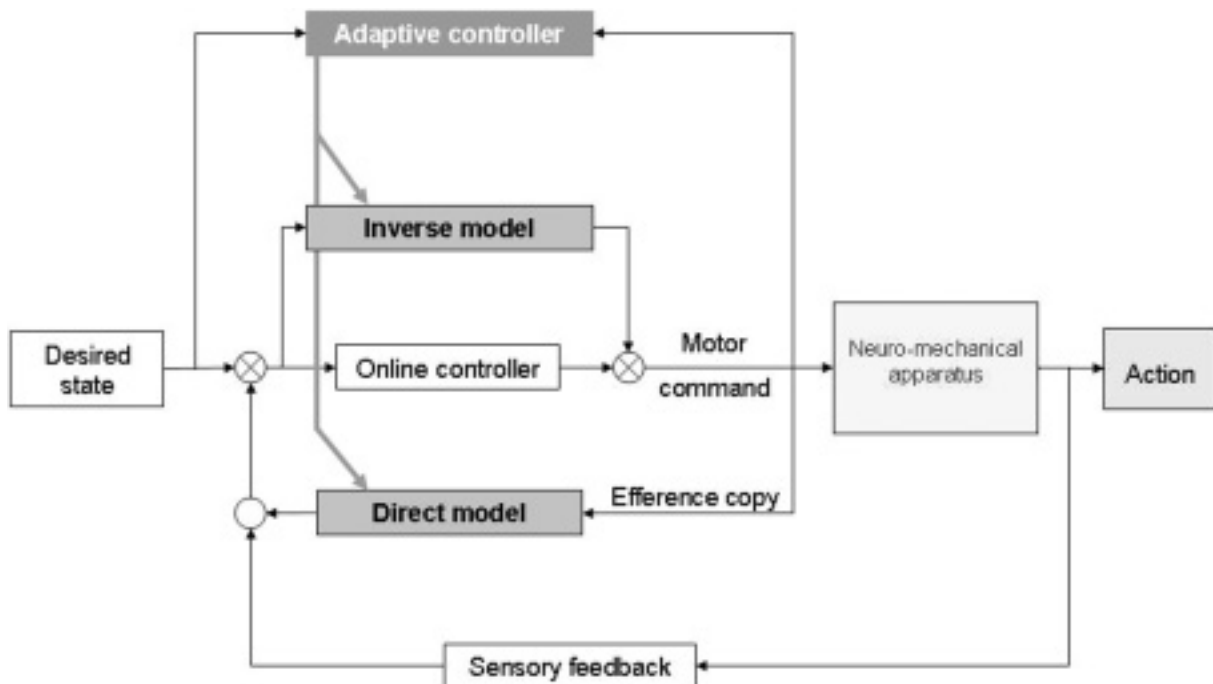 Adaptive controller
Inverse model
Desired
state
Online controller
Motor
command
Neuro-mechanical
apparatus
Action
Direct model
Efference copy
Sensory feedback